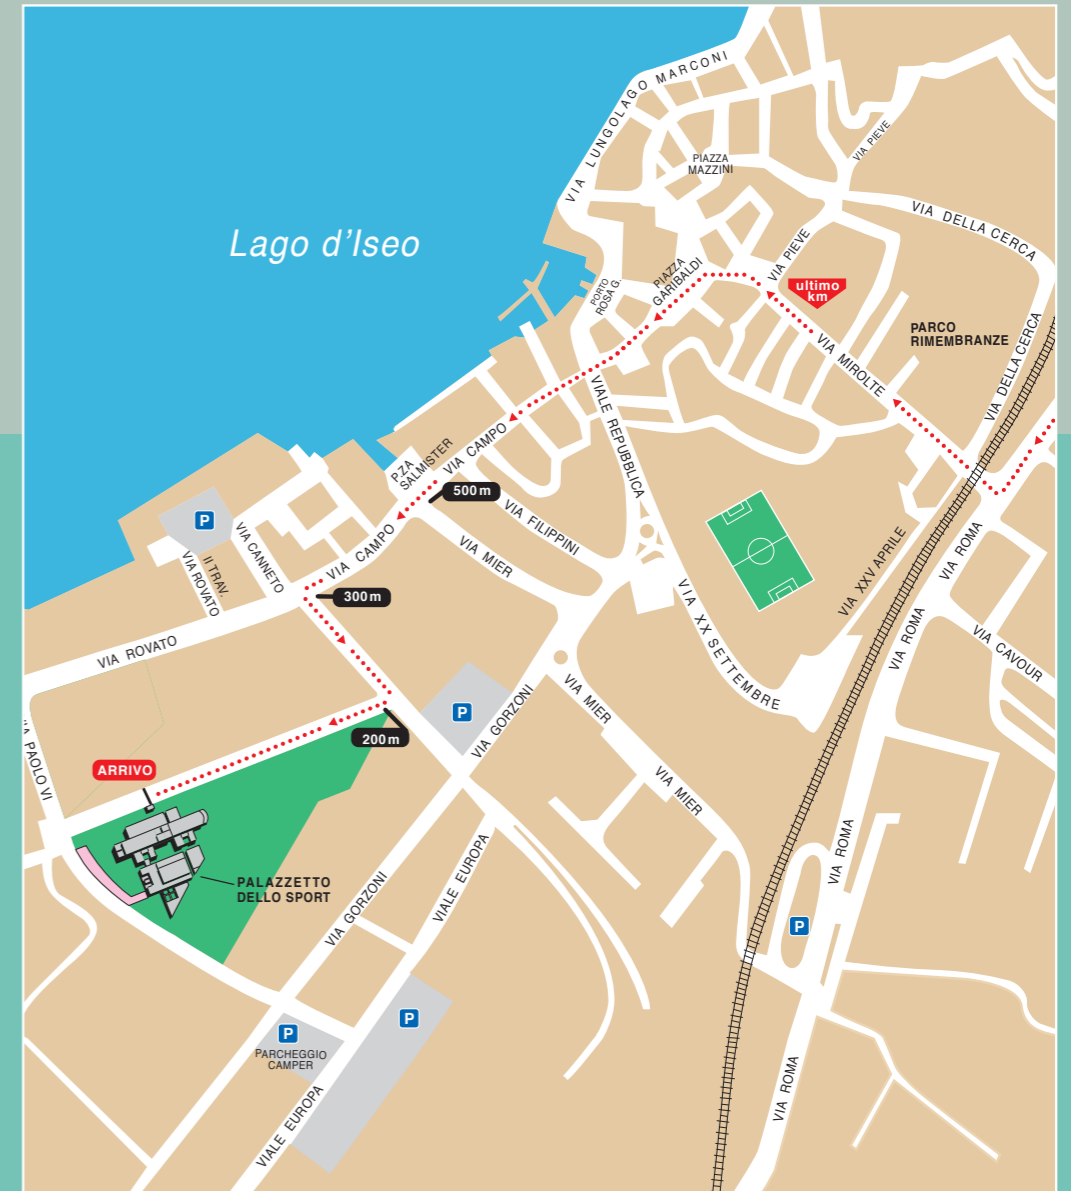 VIA LUNGOLAGO MARCONI
VIA PIEVE
PIAZZA
MAZZINI
VIA DELLA CERCA
Lago d'Iseo
VIA PIEVE
PIAZZA
GARIBALDI
PORTO
ROSA G.
ultimo
km
PARCO
RIMEMBRANZE
VIA MIROLTE
VIA DELLA CERCA
VIALE REPUBBLICA
VIA CAMPO
P.ZA
SALMISTER
500 m
VIA FILIPPINI
P
VIA CANNETO
VIA CAMPO
VIA MIER
VIA ROMA
VIA XXV APRILE
II TRAV.
VIA ROVATO
300 m
VIA XX SETTEMBRE
VIA ROMA
VIA CAVOUR
VIA ROVATO
VIA MIER
P
VIA GORZONI
200 m
VIA PAOLO VI
ARRIVO
VIA MIER
VIA ROMA
PALAZZETTO
DELLO SPORT
VIA GORZONI
VIALE EUROPA
P
P
P
PARCHEGGIO
CAMPER
VIALE EUROPA
VIA ROMA